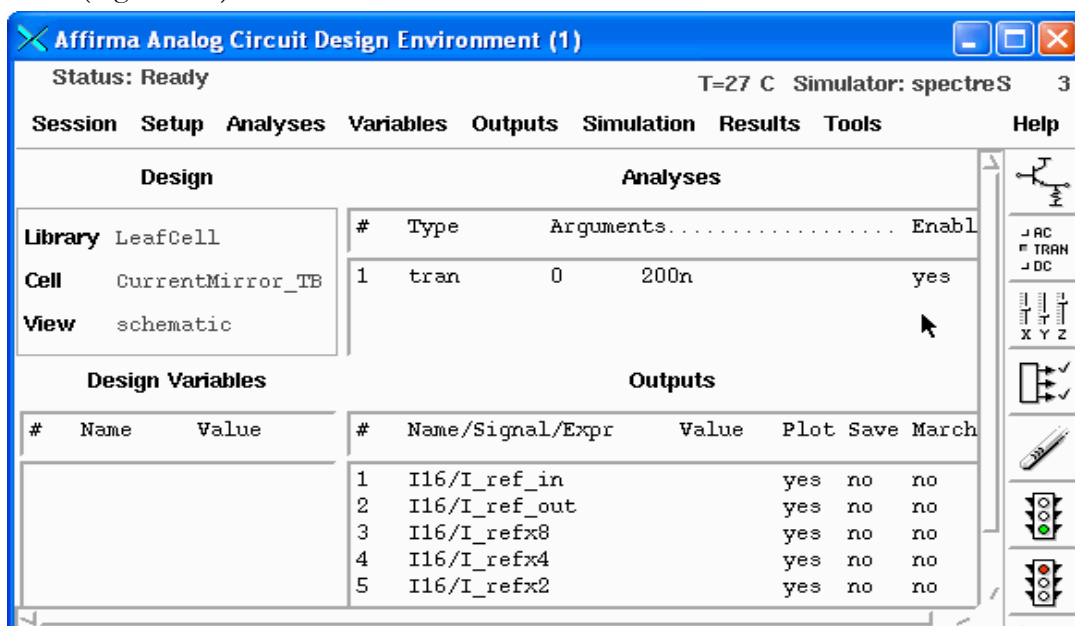 Affirma Analog Circuit Design Environment (1)
Status: Ready T=27 C Simulator: spectreS 3
Session Setup Analyses Variables Outputs Simulation Results Tools Help
Design Analyses
Library LeafCell
Cell CurrentMirror_TB
View schematic
# Type Arguments................... Enabl
1 tran 0 200n yes
AC
TRAN
DC
X Y Z
Design Variables Outputs
# Name Value # Name/Signal/Expr Value Plot Save March
1 I16/I_ref_in yes no no
2 I16/I_ref_out yes no no
3 I16/I_refx8 yes no no
4 I16/I_refx4 yes no no
5 I16/I_refx2 yes no no